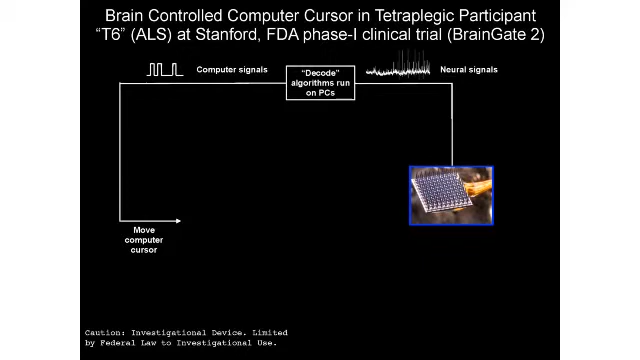 Brain Controlled Computer Cursor in Tetraplegic Participant
“T6” (ALS) at Stanford, FDA phase-I clinical trial (BrainGate 2)
Computer signals
“Decode”
algorithms run
on PCs
Neural signals
Move
computer
cursor
Caution: Investigational Device. Limited
by Federal Law to Investigational Use.